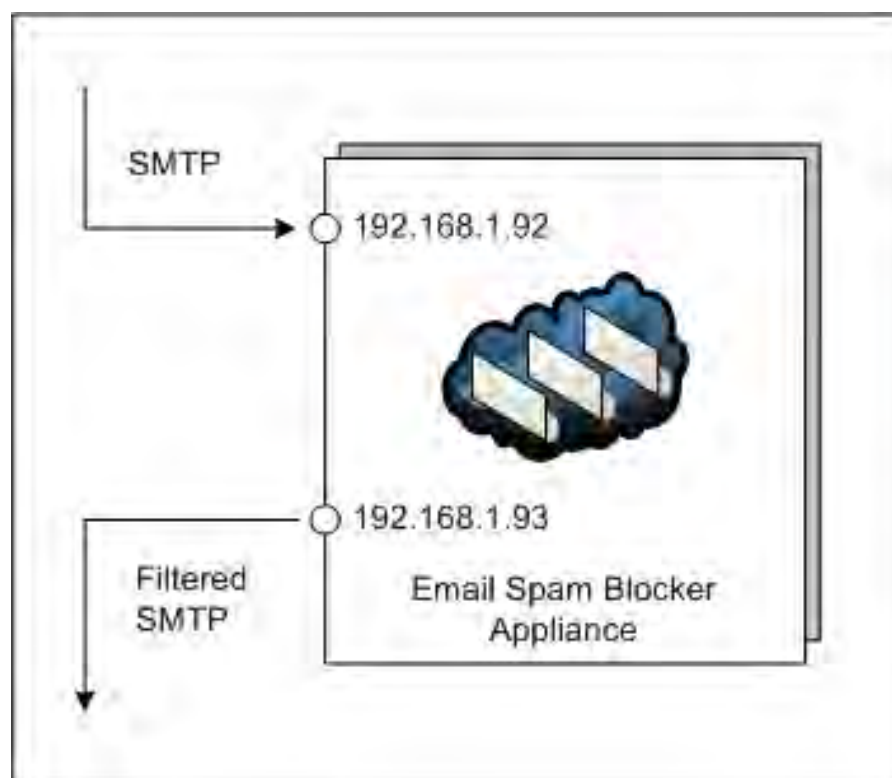 SMTP
192.168.1.92
192.168.1.93
Filtered
SMTP
Email Spam Blocker
Appliance